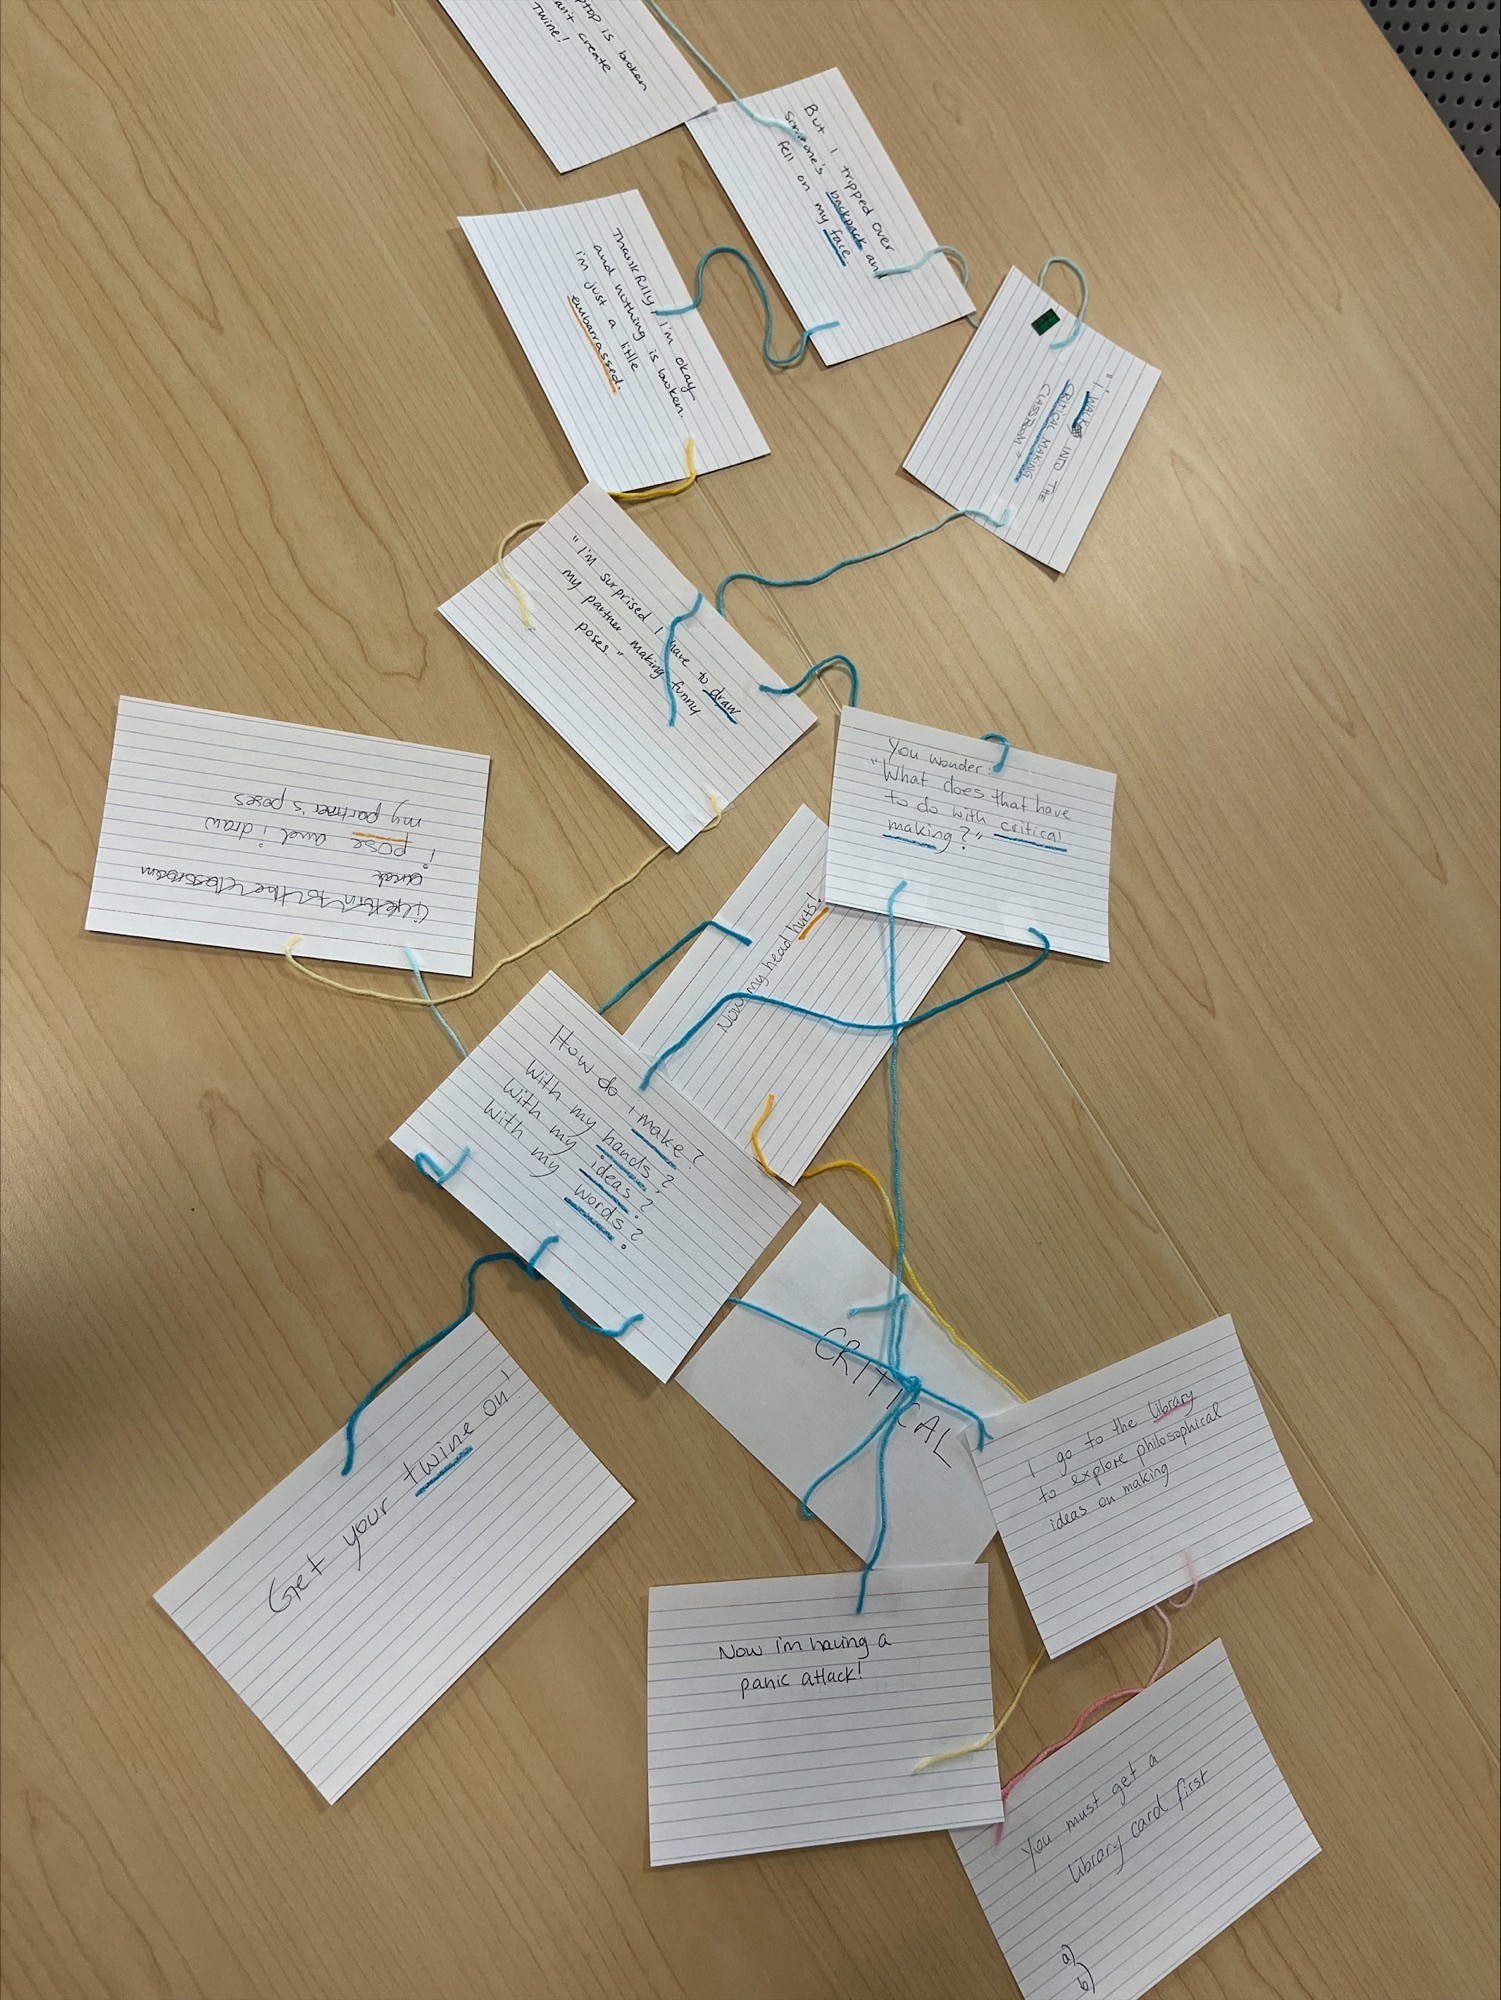 is broken
can't create
Twine!
But I tripped over
someone's backpack and
fell on my face.
"I WALK INTO THE
CRITICAL MAKING
CLASSROOM"
Thankfully, I'm okay
and nothing is broken.
I'm just a little
embarrassed.
"I'm surprised I have to draw
my partner making funny
poses."
You wonder:
"What does that have
to do with critical
making?"
to the classroom
and
i pose and i draw
my partner's poses
Now my head hurts!
How do i make?
With my hands?
With my ideas?
With my words?
CRITICAL
Get your twine on!
I go to the library
to explore philosophical
ideas on making
Now i'm having a
panic attack!
You must get a
library card first
a)
b)